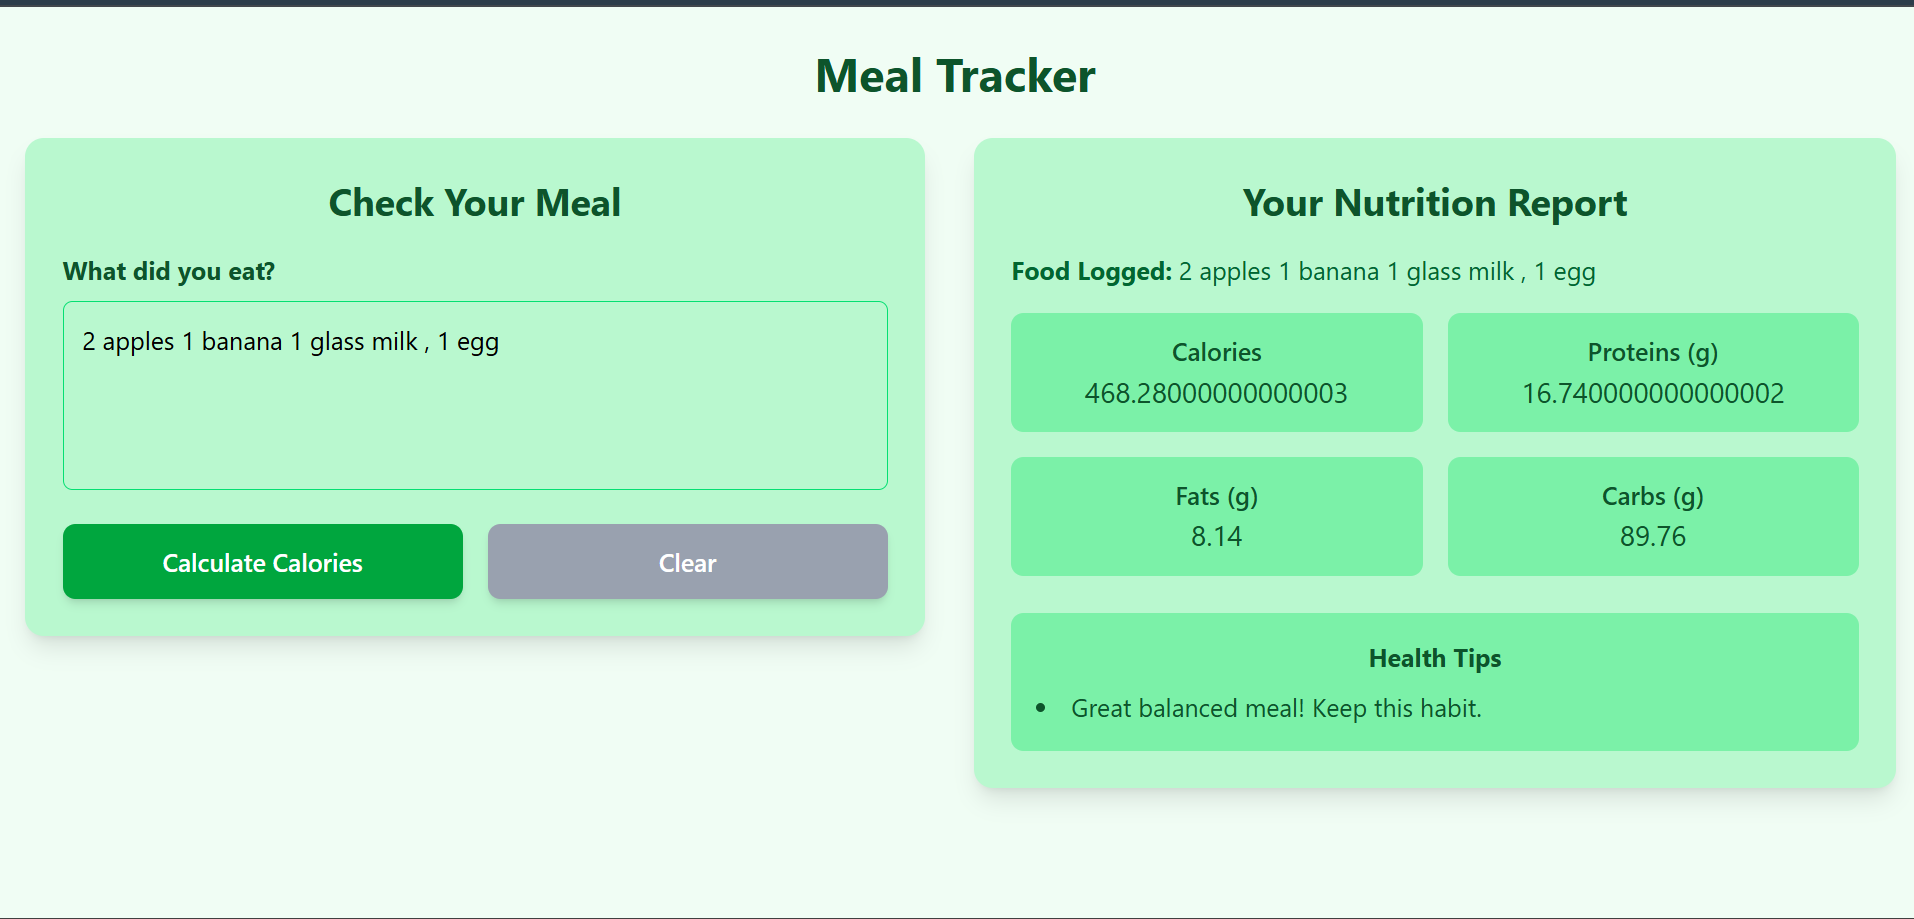 Meal Tracker
Check Your Meal
What did you eat?
2 apples 1 banana 1 glass milk , 1 egg
Calculate Calories
Clear
Your Nutrition Report
Food Logged: 2 apples 1 banana 1 glass milk , 1 egg
Calories
468.28000000000003
Proteins (g)
16.740000000000002
Fats (g)
8.14
Carbs (g)
89.76
Health Tips
• Great balanced meal! Keep this habit.